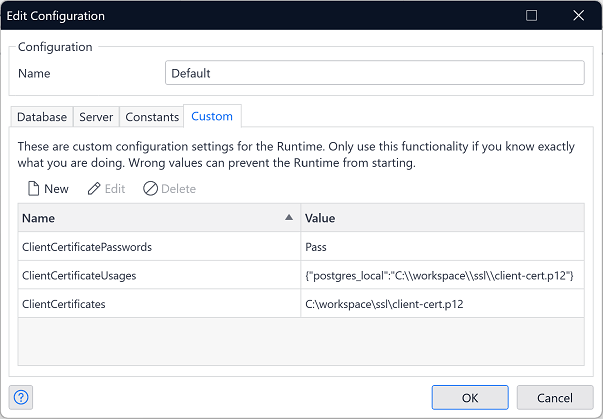 Edit Configuration
Configuration
Name
Default
Database Server Constants Custom
These are custom configuration settings for the Runtime. Only use this functionality if you know exactly
what you are doing. Wrong values can prevent the Runtime from starting.
New Edit Delete
Name Value
ClientCertificatePasswords Pass
ClientCertificateUsages {"postgres_local":"C:\\workspace\\ssl\\client-cert.p12"}
ClientCertificates C:\workspace\ssl\client-cert.p12
? OK Cancel